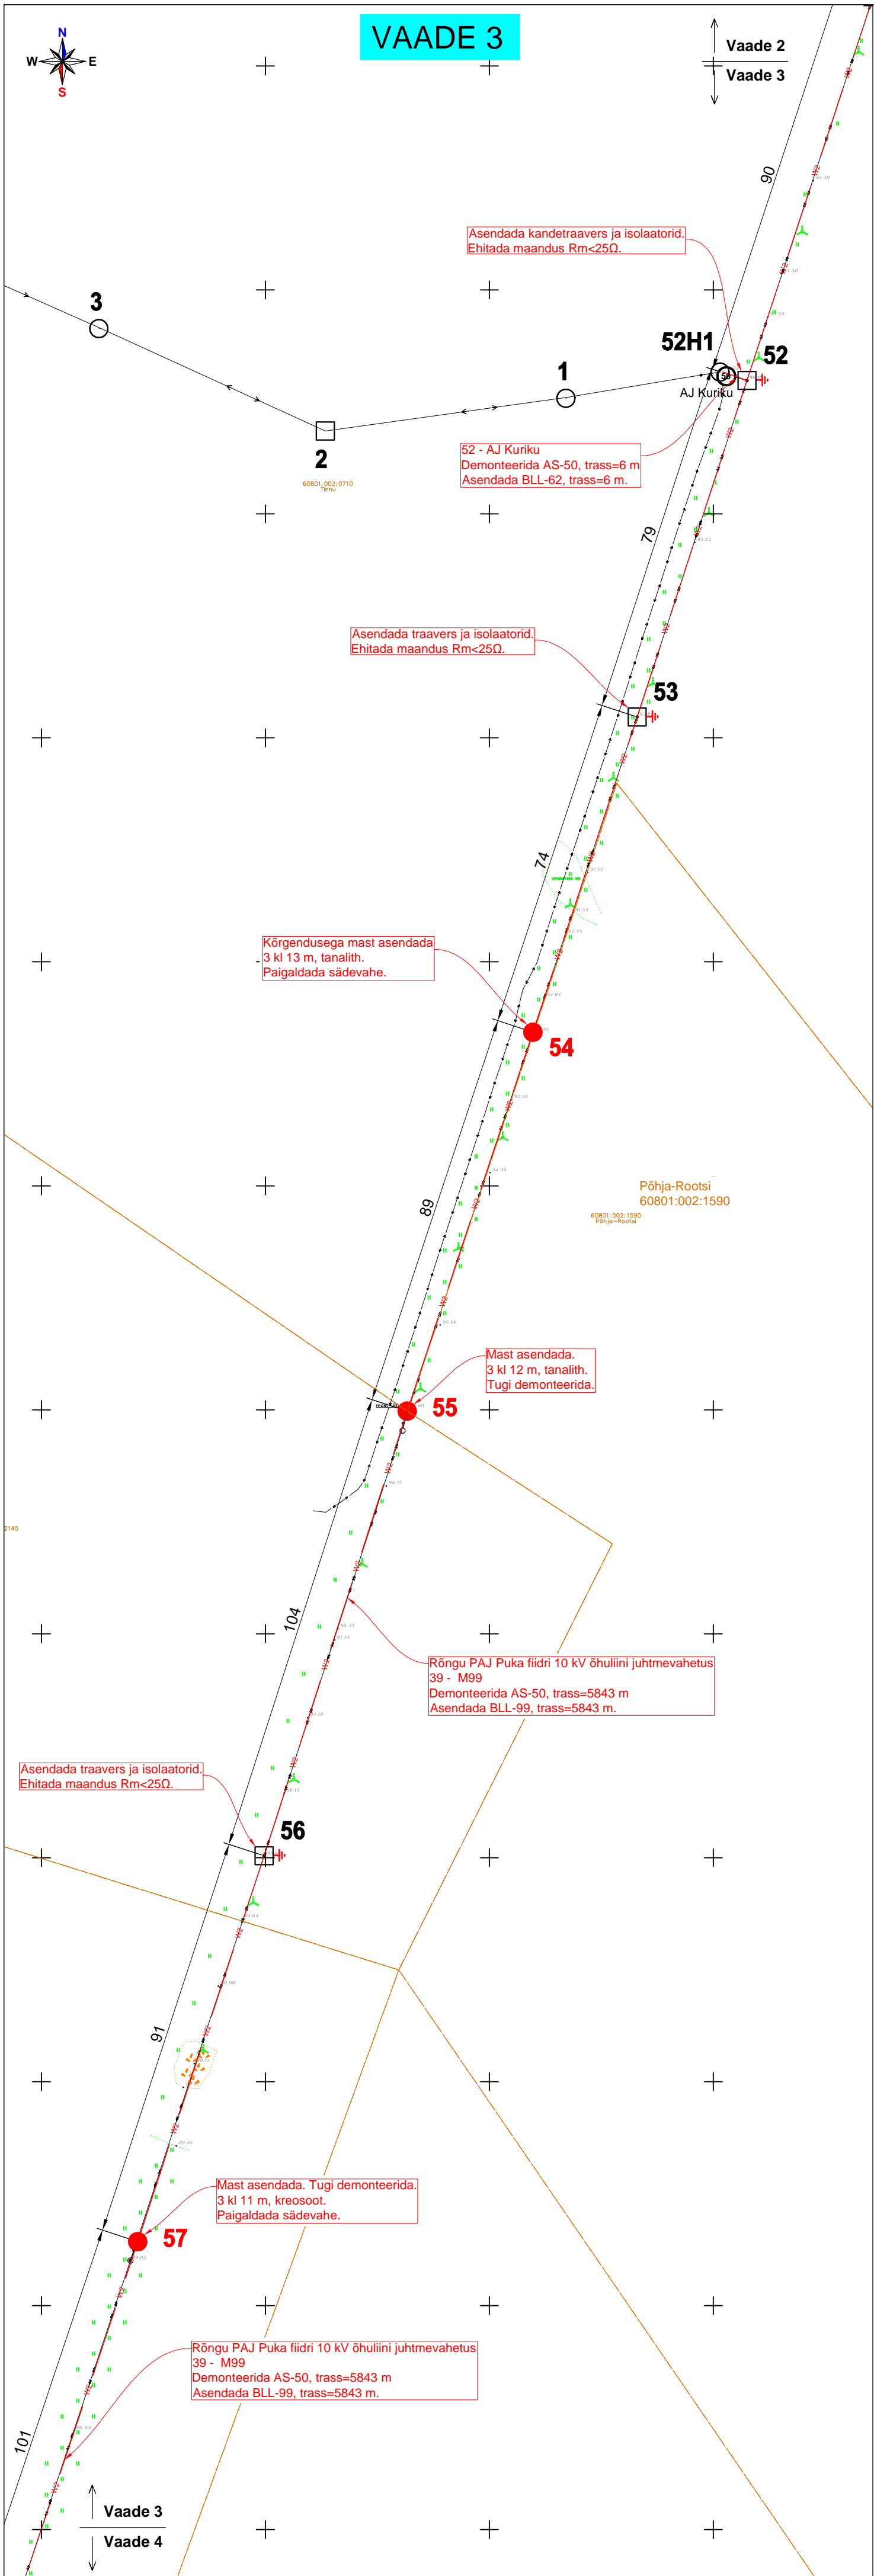 VAADE 3
N
W E
S
Vaade 2
Vaade 3
90
Asendada kandetraavers ja isolaatorid.
Ehitada maandus Rm<25Ω.
3
52H1
52
1
AJ Kuriku
2
52 - AJ Kuriku
Demonteerida AS-50, trass=6 m
Asendada BLL-62, trass=6 m.
60801:002:0710
Tinnu
79
Asendada traavers ja isolaatorid.
Ehitada maandus Rm<25Ω.
53
74
Kõrgendusega mast asendada
3 kl 13 m, tanalith.
Paigaldada sädevahe.
54
Põhja-Rootsi
60801:002:1590
60801:002:1590
Põhja-Rootsi
89
Mast asendada.
3 kl 12 m, tanalith.
Tugi demonteerida.
55
2140
104
Rõngu PAJ Puka fiidri 10 kV õhuliini juhtmevahetus
39 - M99
Demonteerida AS-50, trass=5843 m
Asendada BLL-99, trass=5843 m.
Asendada traavers ja isolaatorid.
Ehitada maandus Rm<25Ω.
56
91
Mast asendada. Tugi demonteerida.
3 kl 11 m, kreosoot.
Paigaldada sädevahe.
57
Rõngu PAJ Puka fiidri 10 kV õhuliini juhtmevahetus
39 - M99
Demonteerida AS-50, trass=5843 m
Asendada BLL-99, trass=5843 m.
101
Vaade 3
Vaade 4